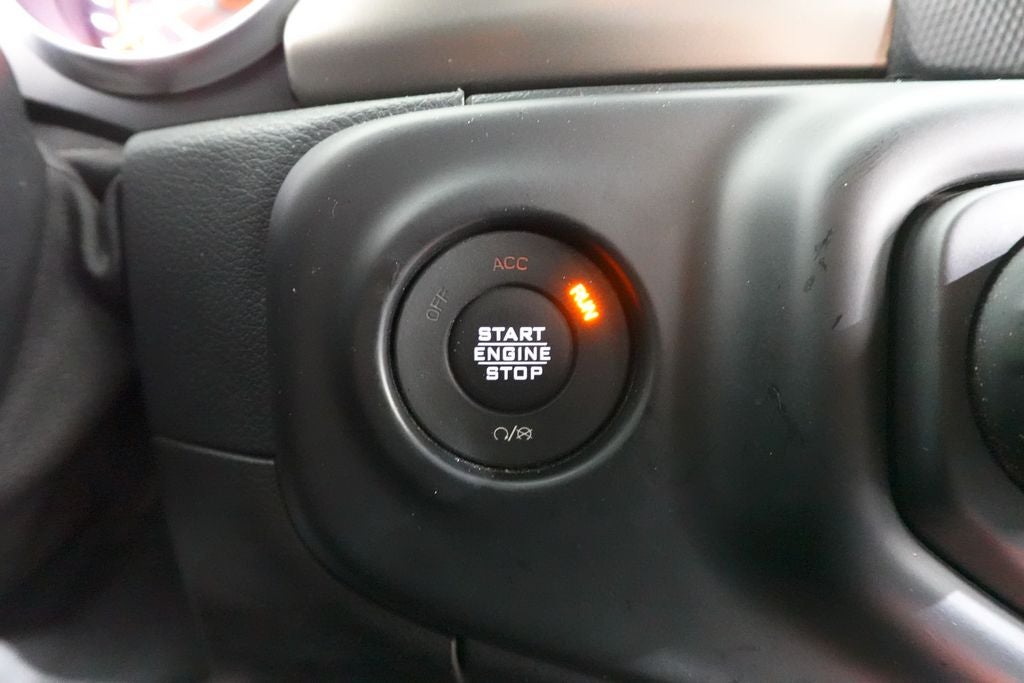 ACC
OFF
RUN
START
ENGINE
STOP